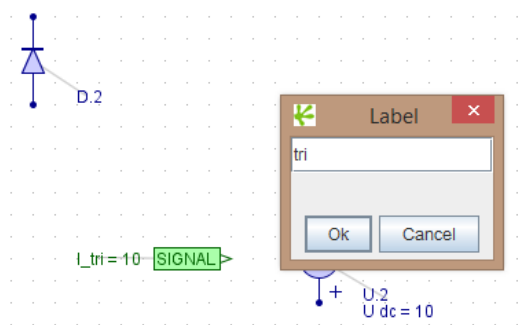 D.2
Label
tri
Ok
Cancel
I_tri = 10
SIGNAL
+
U.2
U dc = 10